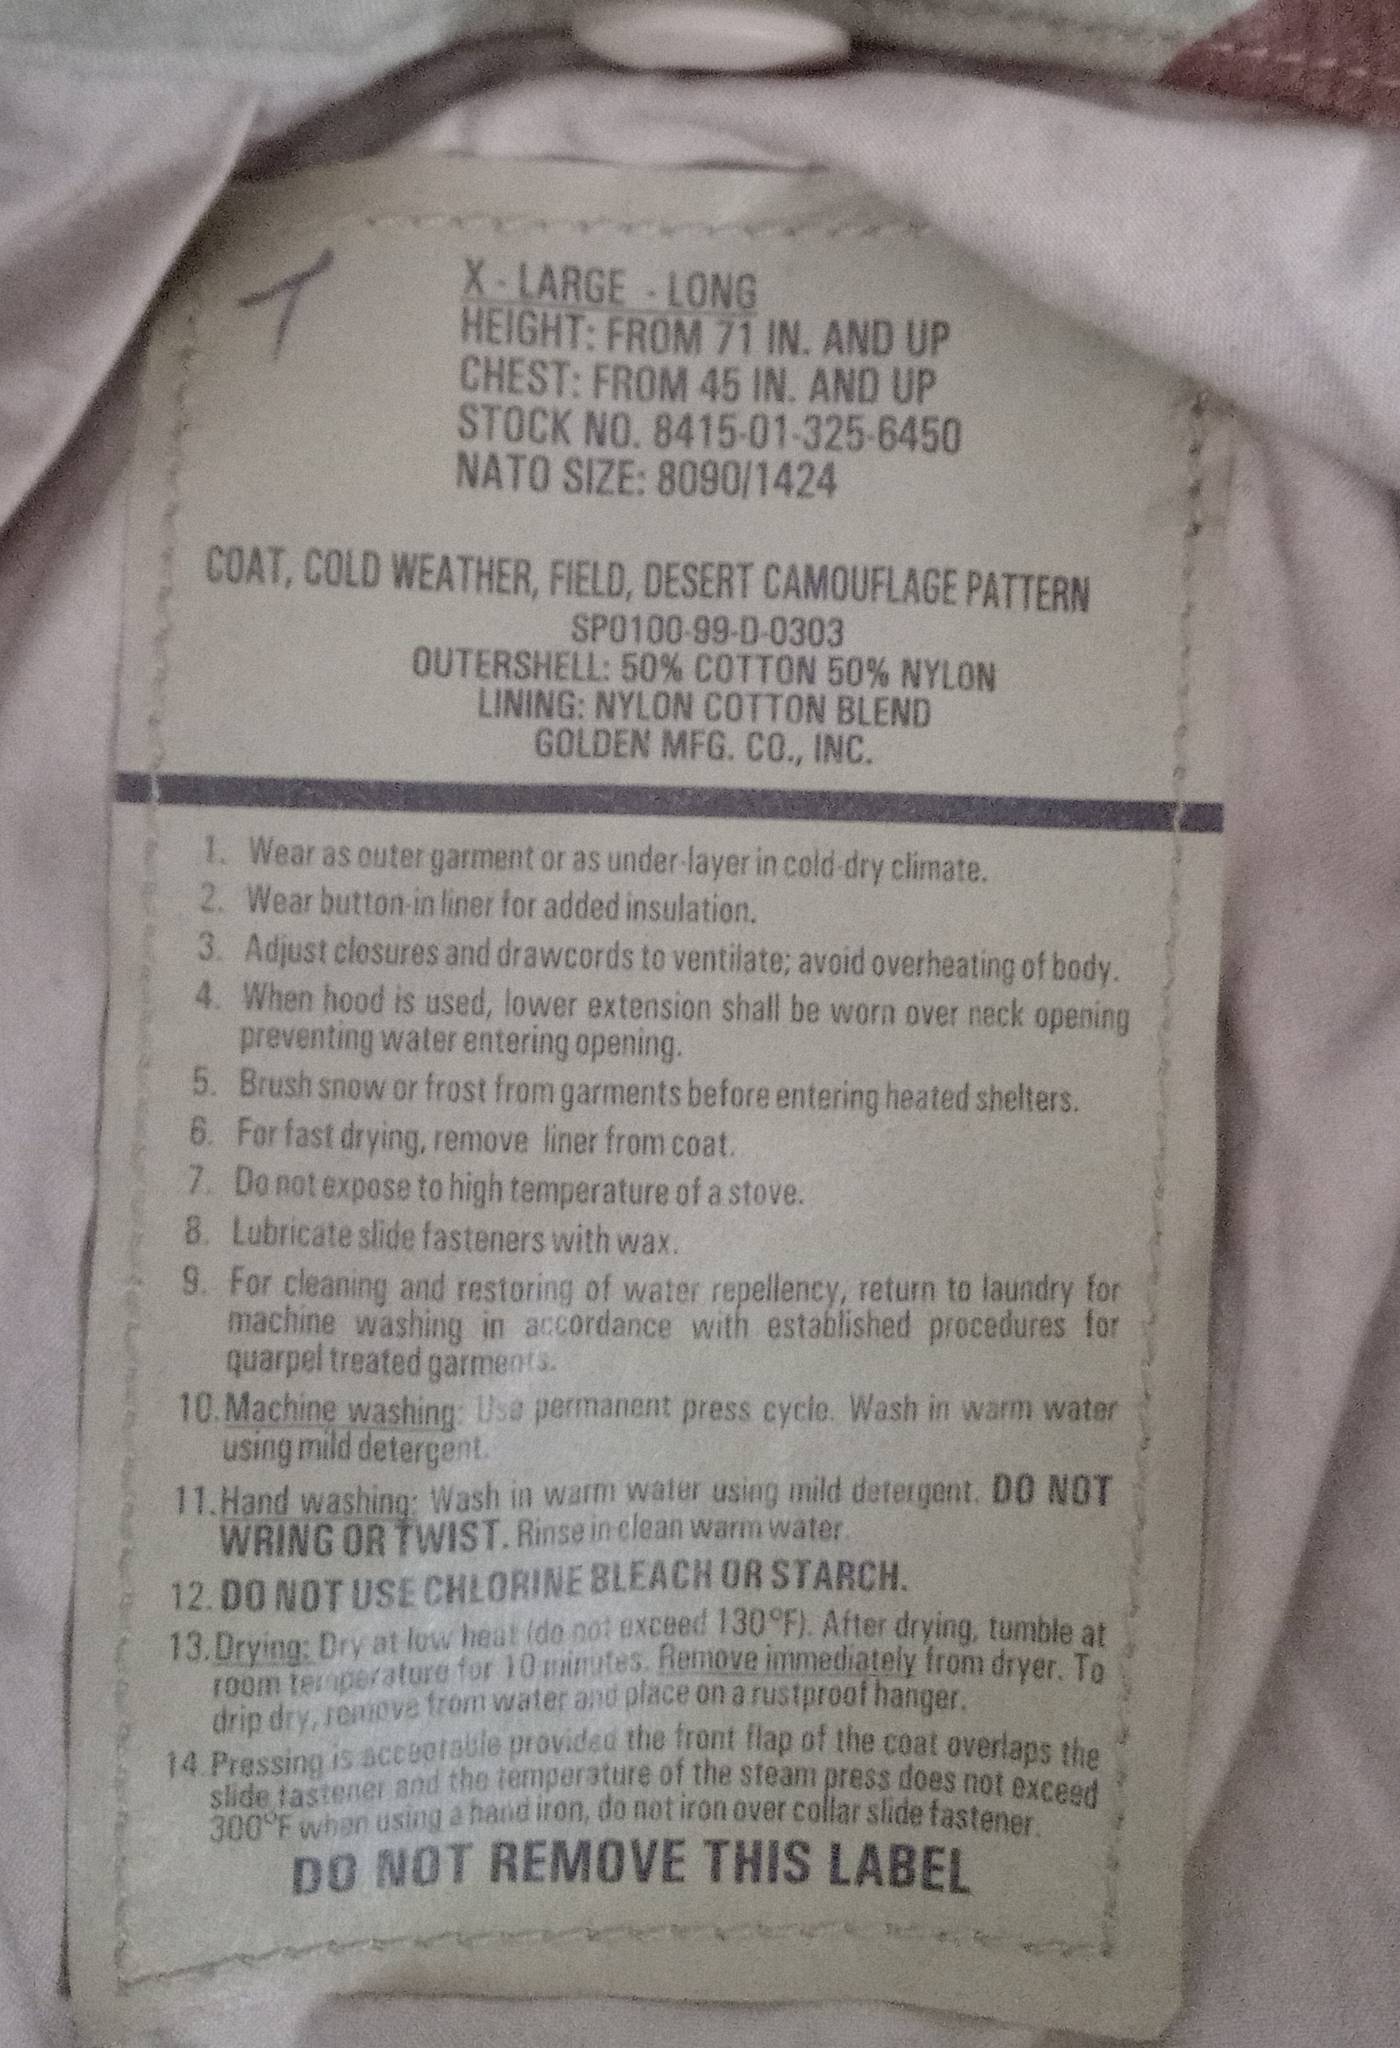 X - LARGE - LONG
HEIGHT: FROM 71 IN. AND UP
CHEST: FROM 45 IN. AND UP
STOCK NO. 8415-01-325-6450
NATO SIZE: 8090/1424
COAT, COLD WEATHER, FIELD, DESERT CAMOUFLAGE PATTERN
SP0100-99-D-0303
OUTERSHELL: 50% COTTON 50% NYLON
LINING: NYLON COTTON BLEND
GOLDEN MFG. CO., INC.
1. Wear as outer garment or as under-layer in cold-dry climate.
2. Wear button-in liner for added insulation.
3. Adjust closures and drawcords to ventilate; avoid overheating of body.
4. When hood is used, lower extension shall be worn over neck opening
preventing water entering opening.
5. Brush snow or frost from garments before entering heated shelters.
6. For fast drying, remove liner from coat.
7. Do not expose to high temperature of a stove.
8. Lubricate slide fasteners with wax.
9. For cleaning and restoring of water repellency, return to laundry for
machine washing in accordance with established procedures for
quarpel treated garments.
10. Machine washing: Use permanent press cycle. Wash in warm water
using mild detergent.
11. Hand washing: Wash in warm water using mild detergent. DO NOT
WRING OR TWIST. Rinse in clean warm water.
12. DO NOT USE CHLORINE BLEACH OR STARCH.
13. Drying: Dry at low heat (do not exceed 130°F). After drying, tumble at
room temperature for 10 minutes. Remove immediately from dryer. To
drip dry, remove from water and place on a rustproof hanger.
14. Pressing is acceptable provided the front flap of the coat overlaps the
slide fastener and the temperature of the steam press does not exceed
300°F when using a hand iron, do not iron over collar slide fastener.
DO NOT REMOVE THIS LABEL